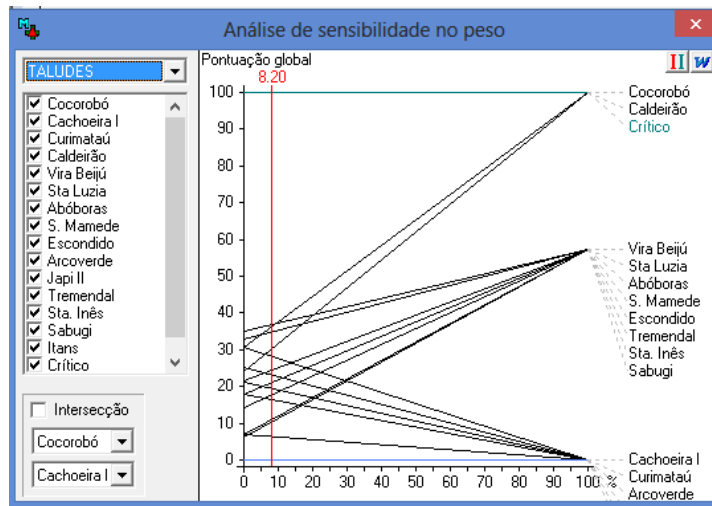 Análise de sensibilidade no peso
TALUDES
Cocorobó
Cachoeira I
Curimataú
Caldeirão
Vira Beijú
Sta Luzia
Abóboras
S. Mamede
Escondido
Arcoverde
Japi II
Tremendal
Sta. Inês
Sabugi
Itans
Crítico
Intersecção
Cocorobó
Cachoeira I
Pontuação global
8.20
100
90
80
70
60
50
40
30
20
10
0
0 10 20 30 40 50 60 70 80 90 100 %
Cocorobó
Caldeirão
Crítico
Vira Beijú
Sta Luzia
Abóboras
S. Mamede
Escondido
Tremendal
Sta. Inês
Sabugi
Cachoeira I
Curimataú
Arcoverde